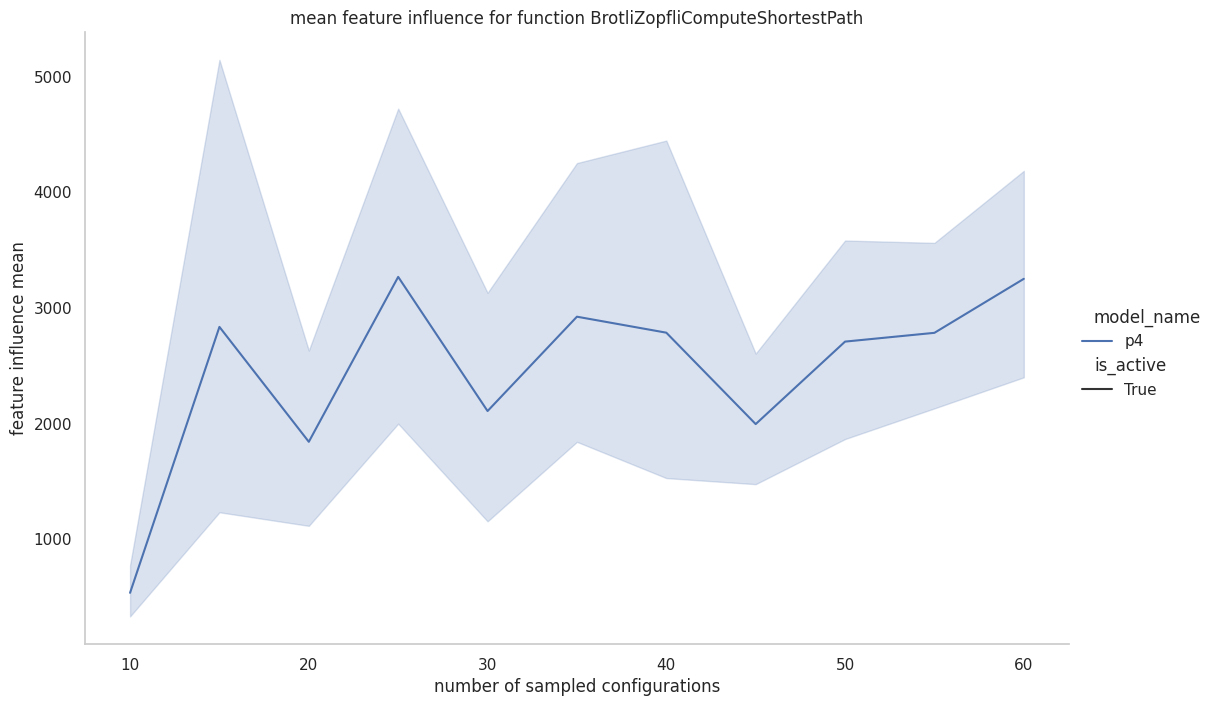 mean feature influence for function BrotliZopfliComputeShortestPath
5000
4000
3000
2000
1000
feature influence mean
10 20 30 40 50 60
number of sampled configurations
model_name
p4
is_active
True